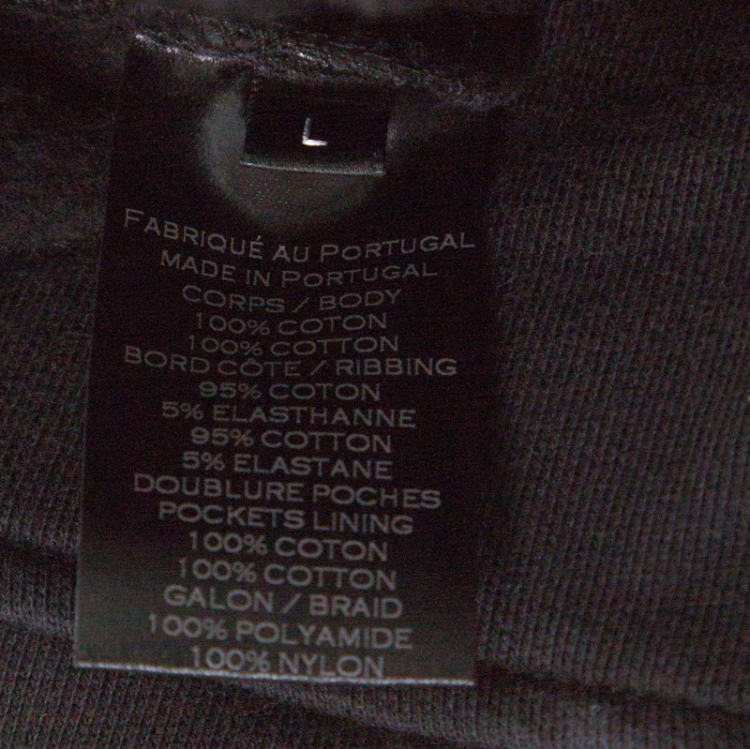 L
FABRIQUÉ AU PORTUGAL
MADE IN PORTUGAL
CORPS / BODY
100% COTON
100% COTTON
BORD CÔTE / RIBBING
95% COTON
5% ELASTHANNE
95% COTTON
5% ELASTANE
DOUBLURE POCHES
POCKETS LINING
100% COTON
100% COTTON
GALON / BRAID
100% POLYAMIDE
100% NYLON